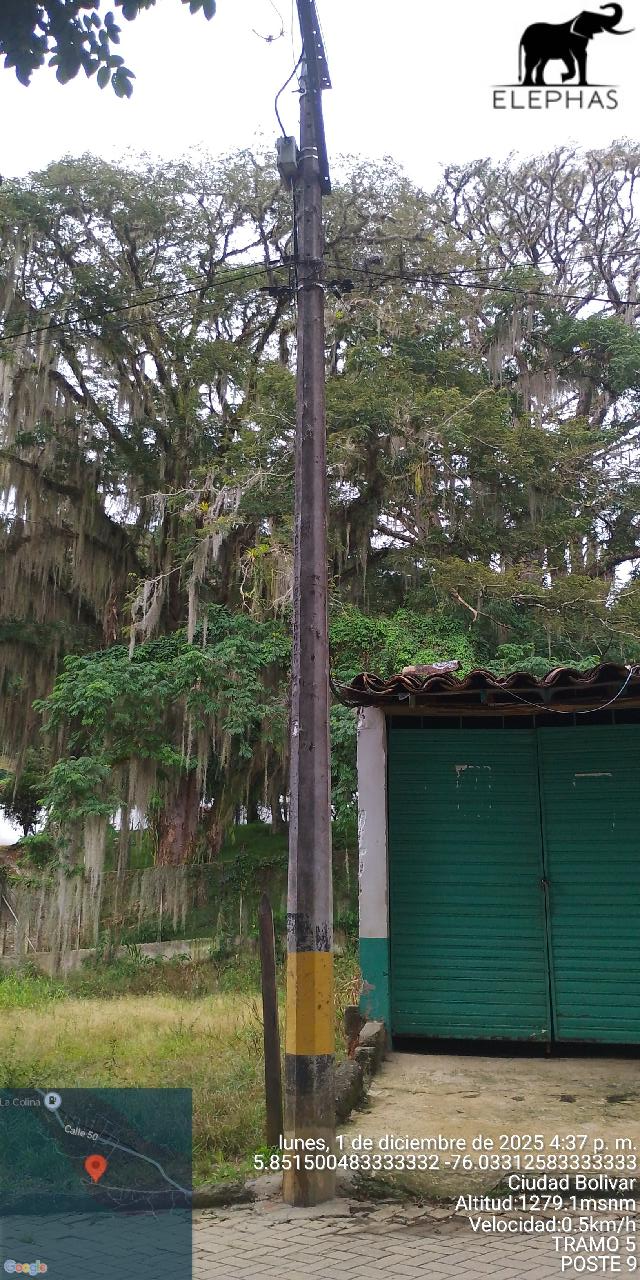 ELEPHAS
La Colina
Calle 50
lunes, 1 de diciembre de 2025 4:37 p. m.
5.851500483333332 -76.03312583333333
Ciudad Bolivar
Altitud:1279.1msnm
Velocidad:0.5km/h
TRAMO 5
POSTE 9
Google